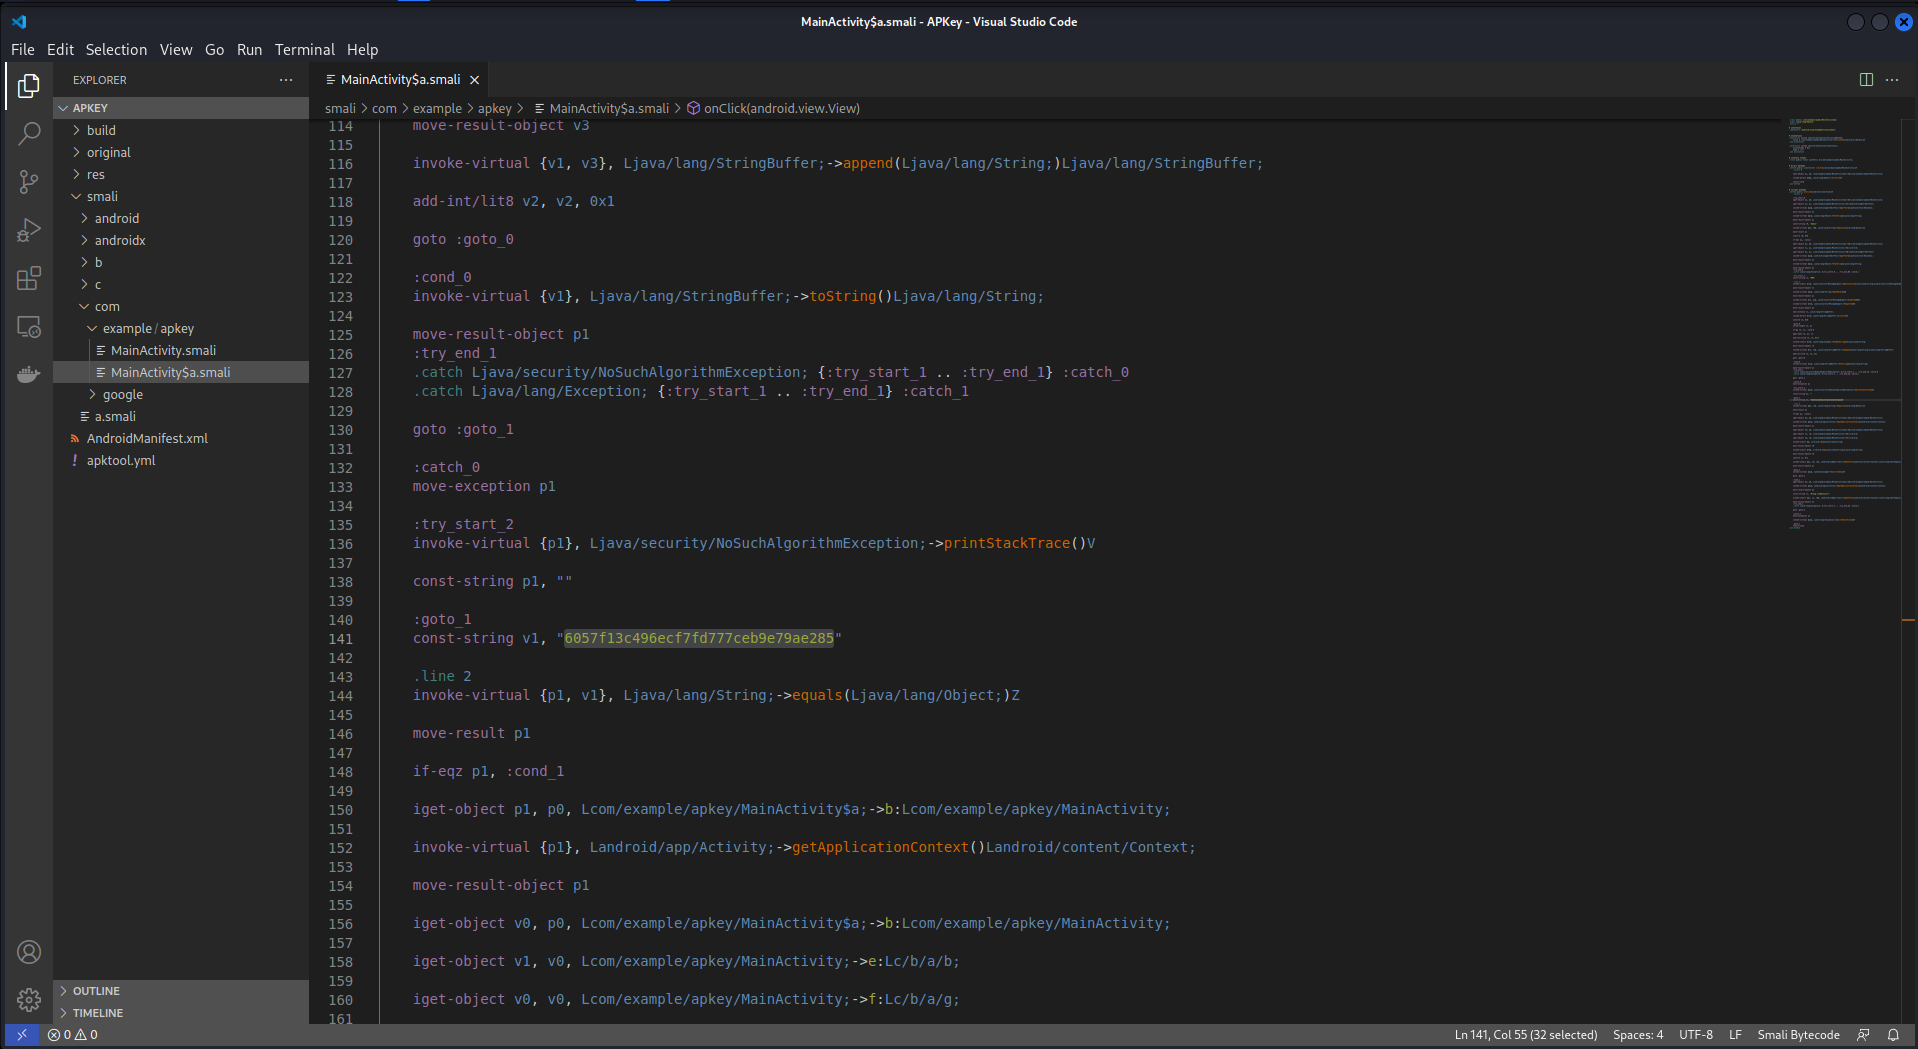 MainActivity$a.smali - APKey - Visual Studio Code
File Edit Selection View Go Run Terminal Help
EXPLORER
APKEY
build
original
res
smali
android
androidx
b
c
com
example / apkey
MainActivity.smali
MainActivity$a.smali
google
a.smali
AndroidManifest.xml
! apktool.yml
OUTLINE
TIMELINE
MainActivity$a.smali
smali > com > example > apkey > MainActivity$a.smali > onClick(android.view.View)
114 move-result-object v3
115
116 invoke-virtual {v1, v3}, Ljava/lang/StringBuffer;->append(Ljava/lang/String;)Ljava/lang/StringBuffer;
117
118 add-int/lit8 v2, v2, 0x1
119
120 goto :goto_0
121
122 :cond_0
123 invoke-virtual {v1}, Ljava/lang/StringBuffer;->toString()Ljava/lang/String;
124
125 move-result-object p1
126 :try_end_1
127 .catch Ljava/security/NoSuchAlgorithmException; {:try_start_1 .. :try_end_1} :catch_0
128 .catch Ljava/lang/Exception; {:try_start_1 .. :try_end_1} :catch_1
129
130 goto :goto_1
131
132 :catch_0
133 move-exception p1
134
135 :try_start_2
136 invoke-virtual {p1}, Ljava/security/NoSuchAlgorithmException;->printStackTrace()V
137
138 const-string p1, ""
139
140 :goto_1
141 const-string v1, "6057f13c496ecf7fd777ceb9e79ae285"
142
143 .line 2
144 invoke-virtual {p1, v1}, Ljava/lang/String;->equals(Ljava/lang/Object;)Z
145
146 move-result p1
147
148 if-eqz p1, :cond_1
149
150 iget-object p1, p0, Lcom/example/apkey/MainActivity$a;->b:Lcom/example/apkey/MainActivity;
151
152 invoke-virtual {p1}, Landroid/app/Activity;->getApplicationContext()Landroid/content/Context;
153
154 move-result-object p1
155
156 iget-object v0, p0, Lcom/example/apkey/MainActivity$a;->b:Lcom/example/apkey/MainActivity;
157
158 iget-object v1, v0, Lcom/example/apkey/MainActivity;->e:Lc/b/a/b;
159
160 iget-object v0, v0, Lcom/example/apkey/MainActivity;->f:Lc/b/a/g;
161
0 0
Ln 141, Col 55 (32 selected) Spaces: 4 UTF-8 LF Smali Bytecode